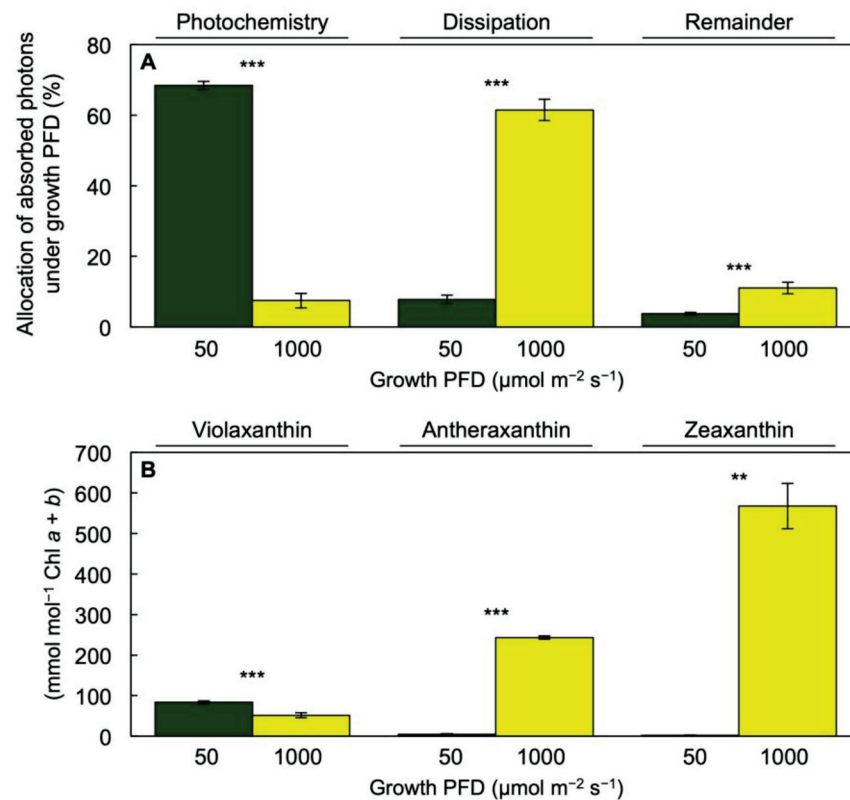 Photochemistry Dissipation Remainder
A
Allocation of absorbed photons
under growth PFD (%)
80
60
40
20
0
***
***
***
50 1000 50 1000 50 1000
Growth PFD (µmol m⁻² s⁻¹)
Violaxanthin Antheraxanthin Zeaxanthin
B
(mmol mol⁻¹ Chl a + b)
700
600
500
400
300
200
100
0
***
***
**
50 1000 50 1000 50 1000
Growth PFD (µmol m⁻² s⁻¹)